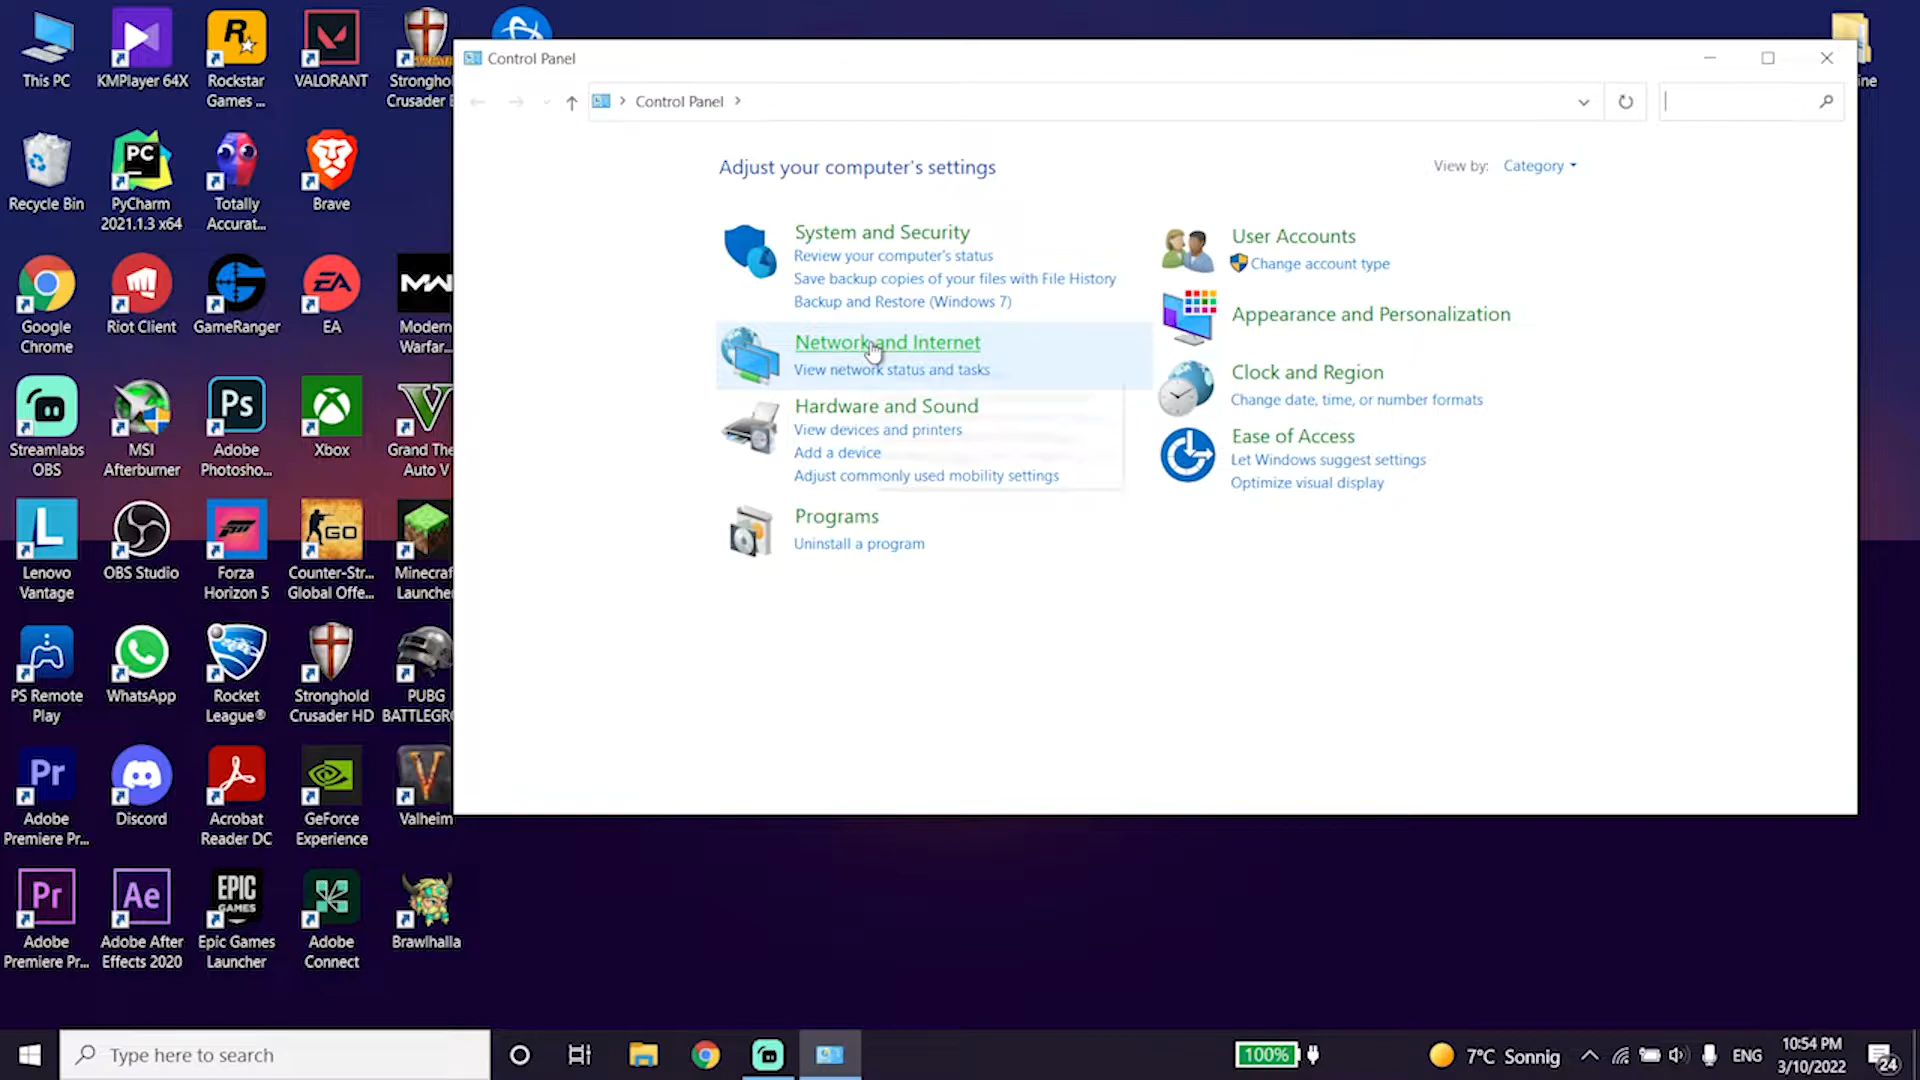 This PC
KMPlayer 64X
Rockstar
Games ...
VALORANT
Recycle Bin
PyCharm
2021.1.3 x64
Totally
Accurat...
Brave
Google
Chrome
Riot Client
GameRanger
EA
Modern
Warfar...
Streamlabs
OBS
MSI
Afterburner
Adobe
Photosho...
Xbox
Grand The
Auto V
Lenovo
Vantage
OBS Studio
Forza
Horizon 5
Counter-Str...
Global Offe...
Minecraf
Launche
PS Remote
Play
WhatsApp
Rocket
League®
Stronghold
Crusader HD
PUBG
BATTLEGR
Adobe
Premiere Pr...
Discord
Acrobat
Reader DC
GeForce
Experience
Valheim
Adobe
Premiere Pr...
Adobe After
Effects 2020
Epic Games
Launcher
Adobe
Connect
Brawlhalla
Control Panel
Control Panel
Adjust your computer's settings
View by: Category
System and Security
Review your computer's status
Save backup copies of your files with File History
Backup and Restore (Windows 7)
Network and Internet
View network status and tasks
Hardware and Sound
View devices and printers
Add a device
Adjust commonly used mobility settings
Programs
Uninstall a program
User Accounts
Change account type
Appearance and Personalization
Clock and Region
Change date, time, or number formats
Ease of Access
Let Windows suggest settings
Optimize visual display
Type here to search
100%
7°C Sonnig
ENG
10:54 PM
3/10/2022
24